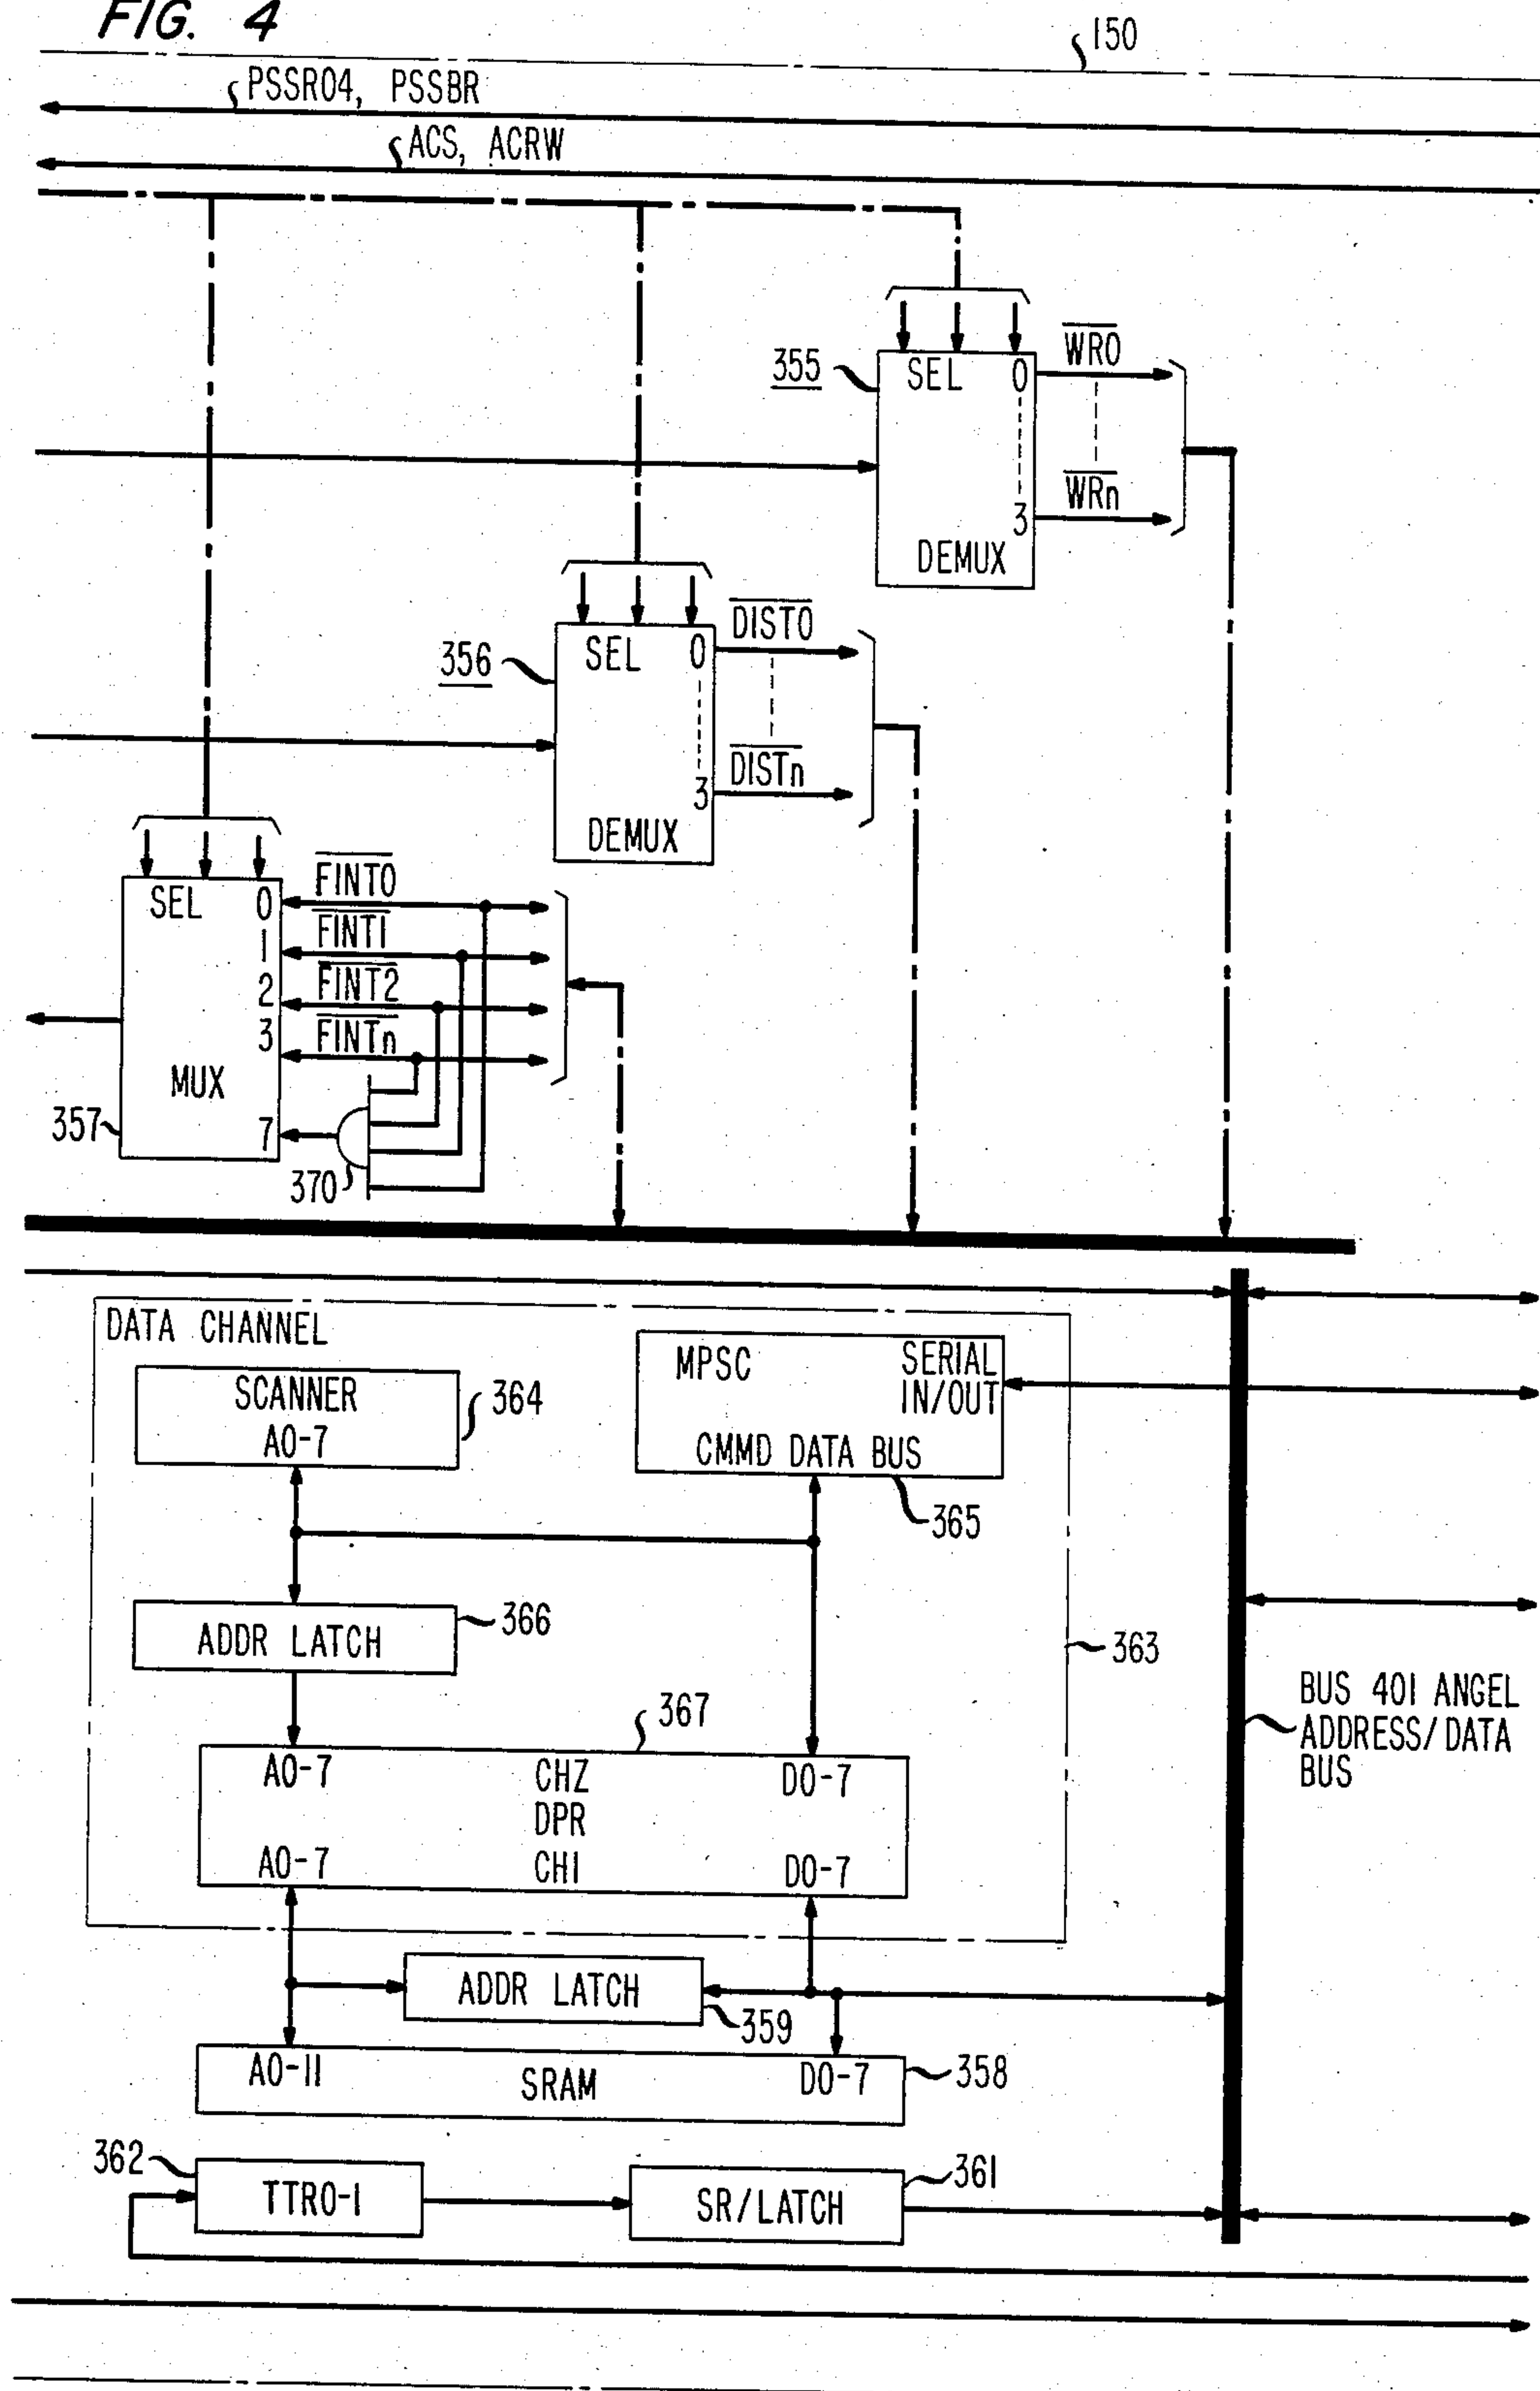 FIG. 4
150
PSSR04, PSSBR
ACS, ACRW
355
SEL 0
WR0
WRn
3
DEMUX
356
SEL 0
DIST0
DISTn
3
DEMUX
SEL 0
FINT0
1
FINT1
2
FINT2
3
FINTn
MUX
357
7
370
DATA CHANNEL
SCANNER
A0-7
364
MPSC
SERIAL
IN/OUT
CMMD DATA BUS
365
ADDR LATCH
366
363
367
A0-7 CHZ D0-7
DPR
A0-7 CHI D0-7
BUS 401 ANGEL
ADDRESS/DATA
BUS
ADDR LATCH
359
A0-11 SRAM D0-7
358
362
TTR0-1
SR/LATCH
361